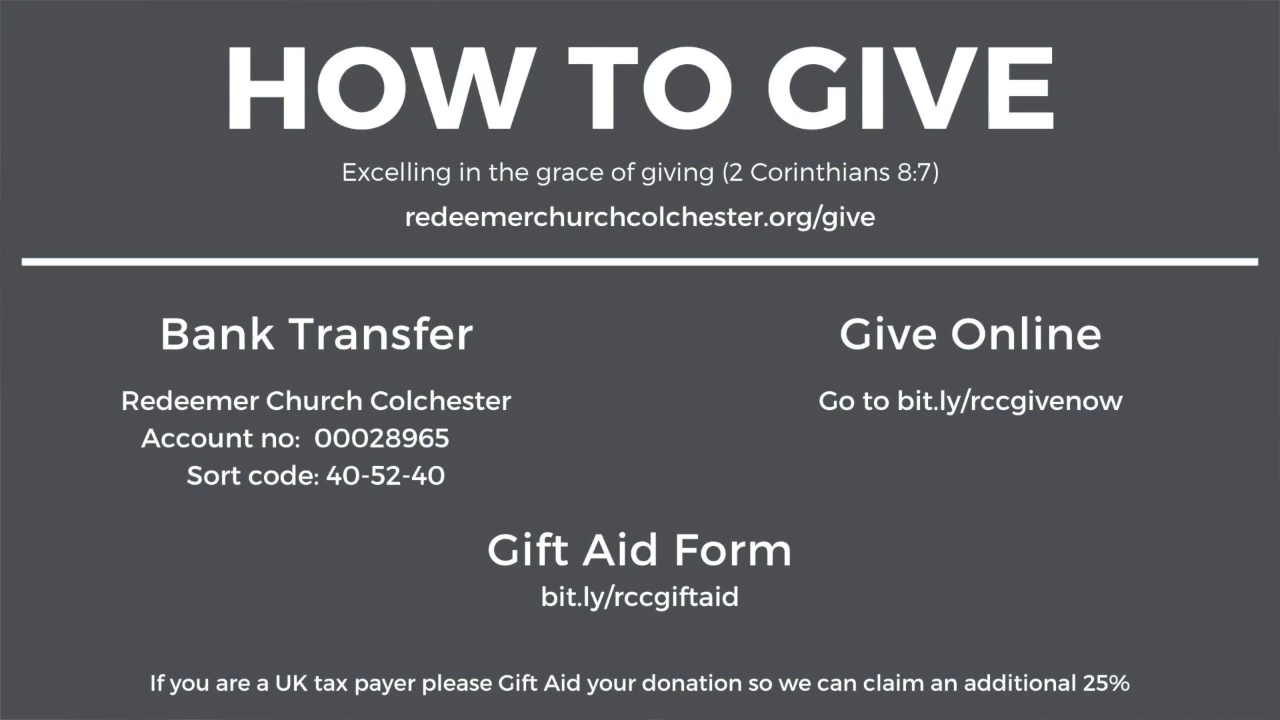 HOW TO GIVE
Excelling in the grace of giving (2 Corinthians 8:7)
redeemerchurchcolchester.org/give
Bank Transfer
Redeemer Church Colchester
Account no:  00028965
Sort code: 40-52-40
Give Online
Go to bit.ly/rccgivenow
Gift Aid Form
bit.ly/rccgiftaid
If you are a UK tax payer please Gift Aid your donation so we can claim an additional 25%